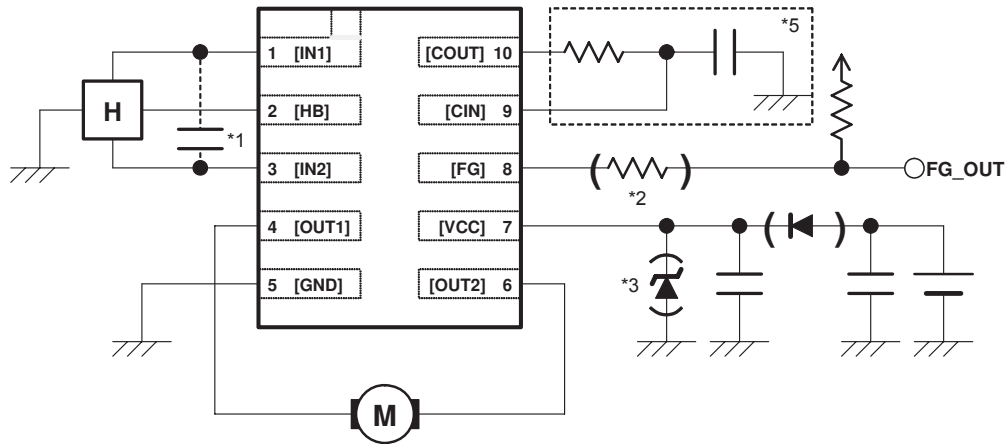 1 [IN1]
[COUT] 10
*5
H
2 [HB]
[CIN] 9
*1
3 [IN2]
[FG] 8
( ) FG_OUT
*2
4 [OUT1]
[VCC] 7
( )
5 [GND]
[OUT2] 6
*3
M